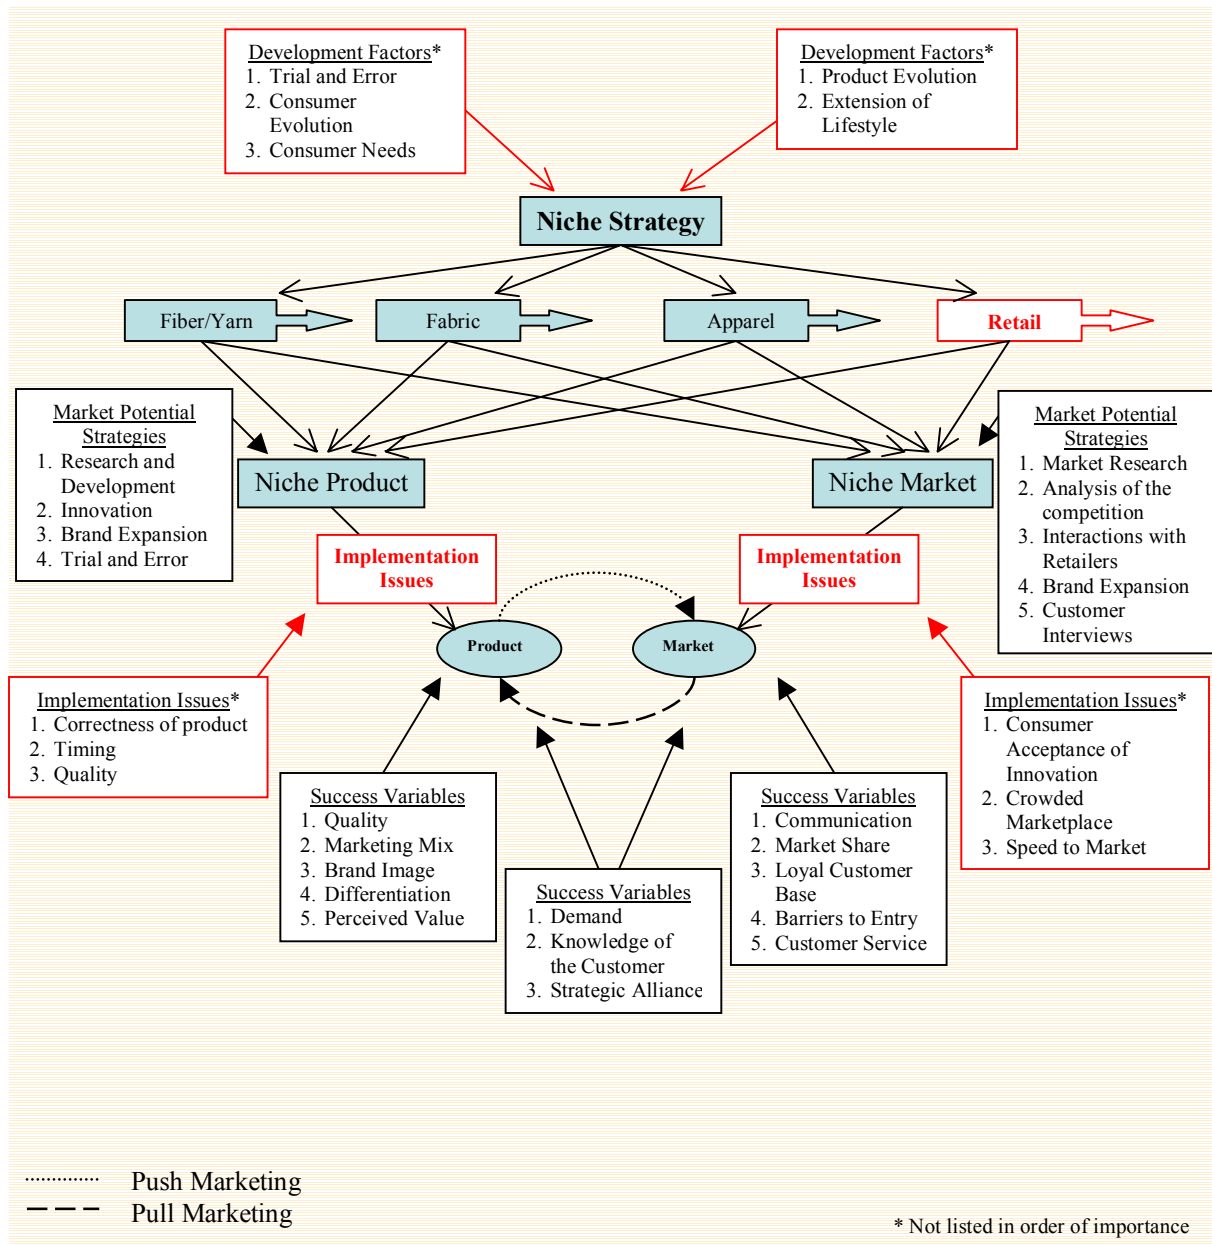 Development Factors*
1. Trial and Error
2. Consumer
Evolution
3. Consumer Needs
Development Factors*
1. Product Evolution
2. Extension of
Lifestyle
Niche Strategy
Fiber/Yarn
Fabric
Apparel
Retail
Market Potential
Strategies
1. Research and
Development
2. Innovation
3. Brand Expansion
4. Trial and Error
Market Potential
Strategies
1. Market Research
2. Analysis of the
competition
3. Interactions with
Retailers
4. Brand Expansion
5. Customer
Interviews
Niche Product
Niche Market
Implementation
Issues
Implementation
Issues
Product
Market
Implementation Issues*
1. Correctness of product
2. Timing
3. Quality
Implementation Issues*
1. Consumer
Acceptance of
Innovation
2. Crowded
Marketplace
3. Speed to Market
Success Variables
1. Quality
2. Marketing Mix
3. Brand Image
4. Differentiation
5. Perceived Value
Success Variables
1. Demand
2. Knowledge of
the Customer
3. Strategic Alliance
Success Variables
1. Communication
2. Market Share
3. Loyal Customer
Base
4. Barriers to Entry
5. Customer Service
Push Marketing
Pull Marketing
* Not listed in order of importance